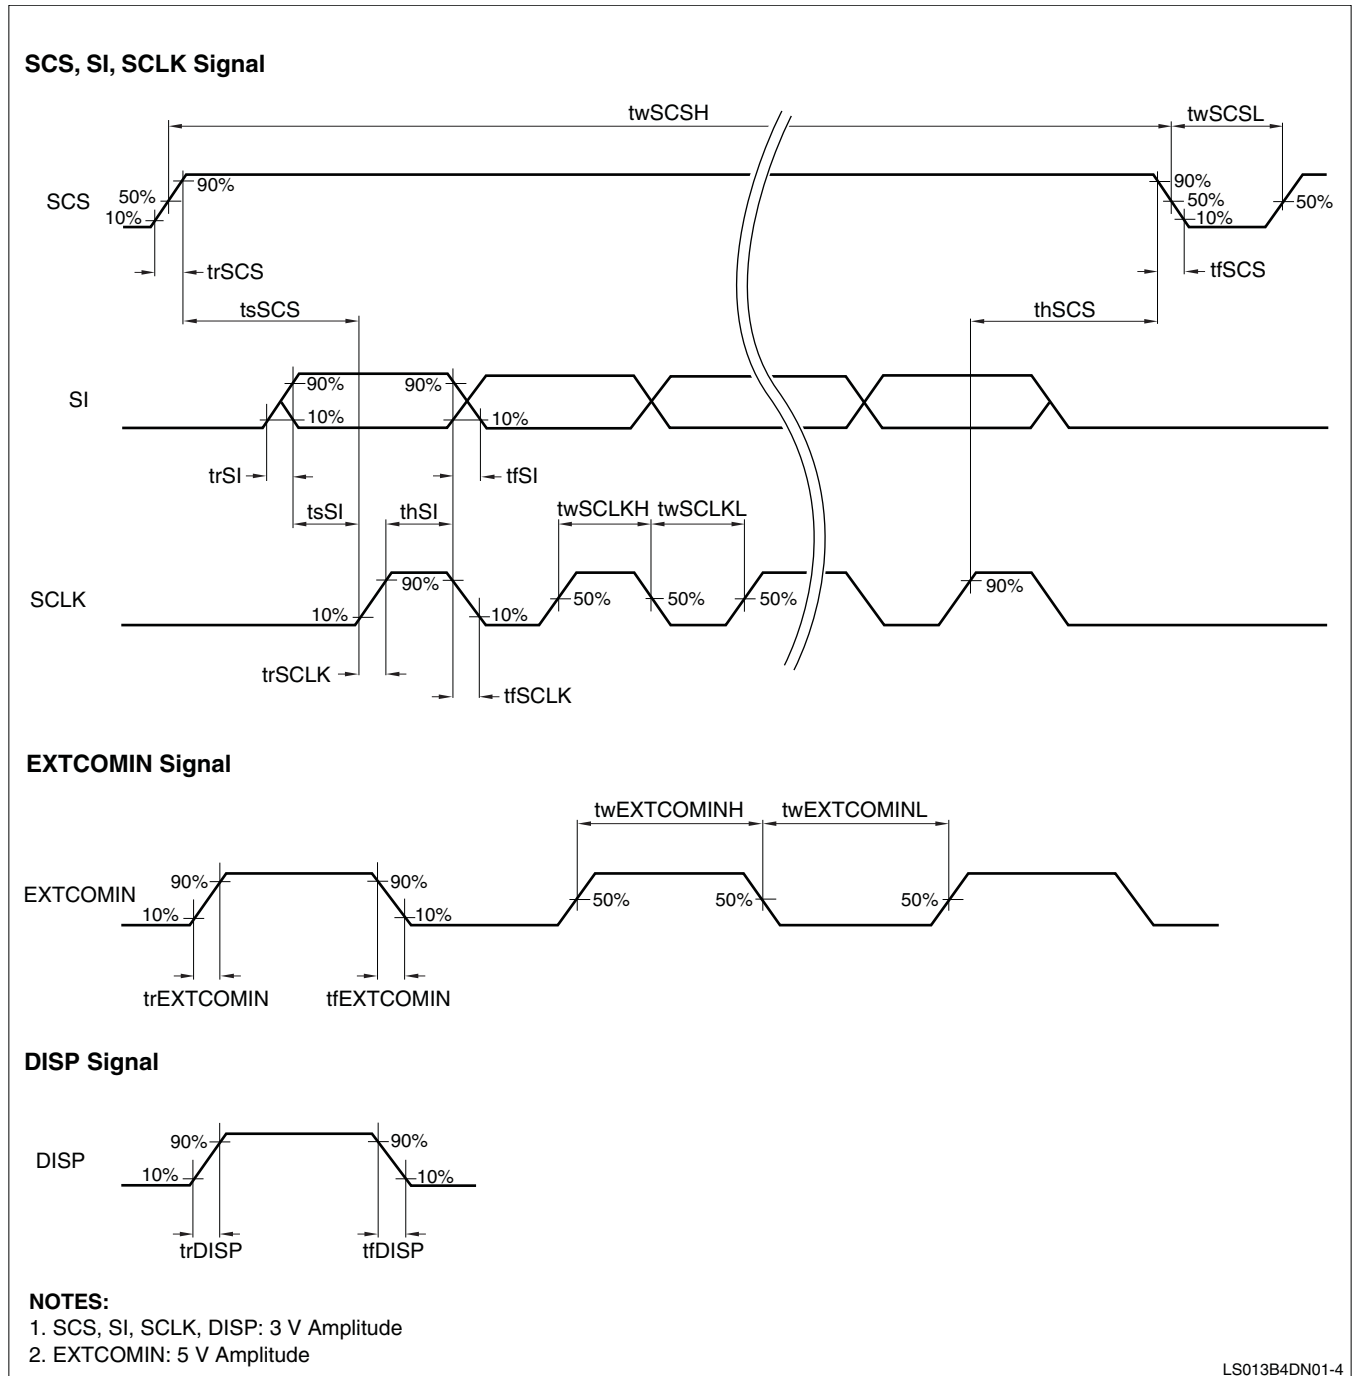 SCS, SI, SCLK Signal
twSCSH
twSCSL
SCS
50%
10%
90%
90%
50%
10%
50%
trSCS
tfSCS
tsSCS
thSCS
SI
90%
10%
90%
10%
trSI
tfSI
tsSI
thSI
twSCLKH
twSCLKL
SCLK
10%
90%
10%
50%
50%
50%
90%
trSCLK
tfSCLK
EXTCOMIN Signal
twEXTCOMINH
twEXTCOMINL
EXTCOMIN
90%
10%
90%
10%
50%
50%
50%
trEXTCOMIN
tfEXTCOMIN
DISP Signal
DISP
90%
10%
90%
10%
trDISP
tfDISP
NOTES:
1. SCS, SI, SCLK, DISP: 3 V Amplitude
2. EXTCOMIN: 5 V Amplitude
LS013B4DN01-4